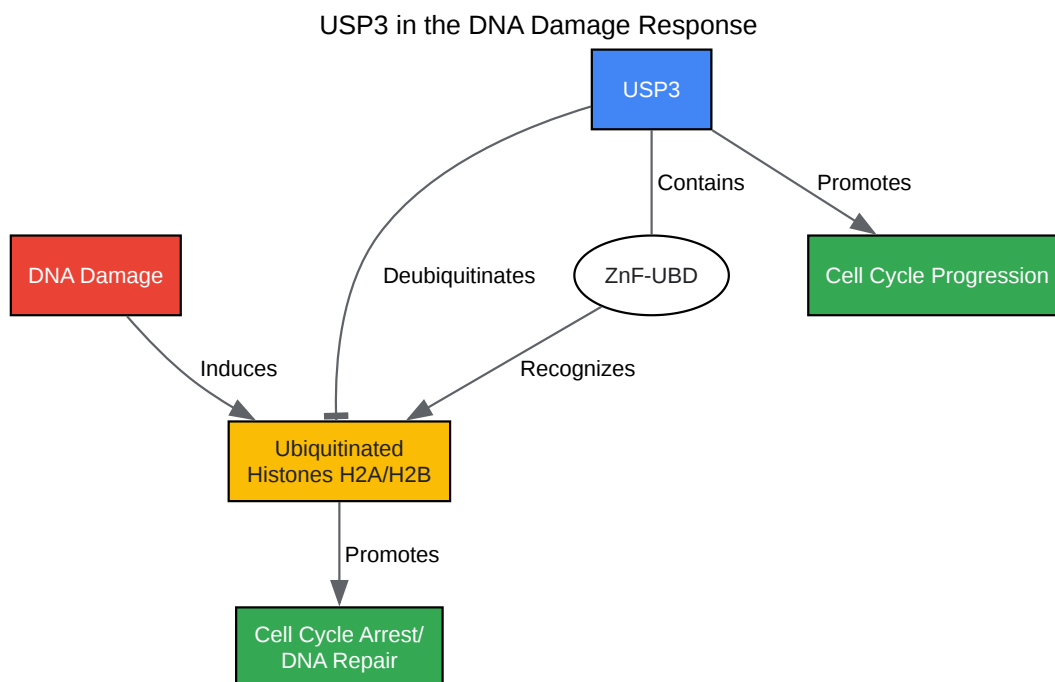 USP3 in the DNA Damage Response
USP3
Contains
Promotes
DNA Damage
Deubiquitinates
ZnF-UBD
Cell Cycle Progression
Induces
Recognizes
Ubiquitinated
Histones H2A/H2B
Promotes
Cell Cycle Arrest/
DNA Repair